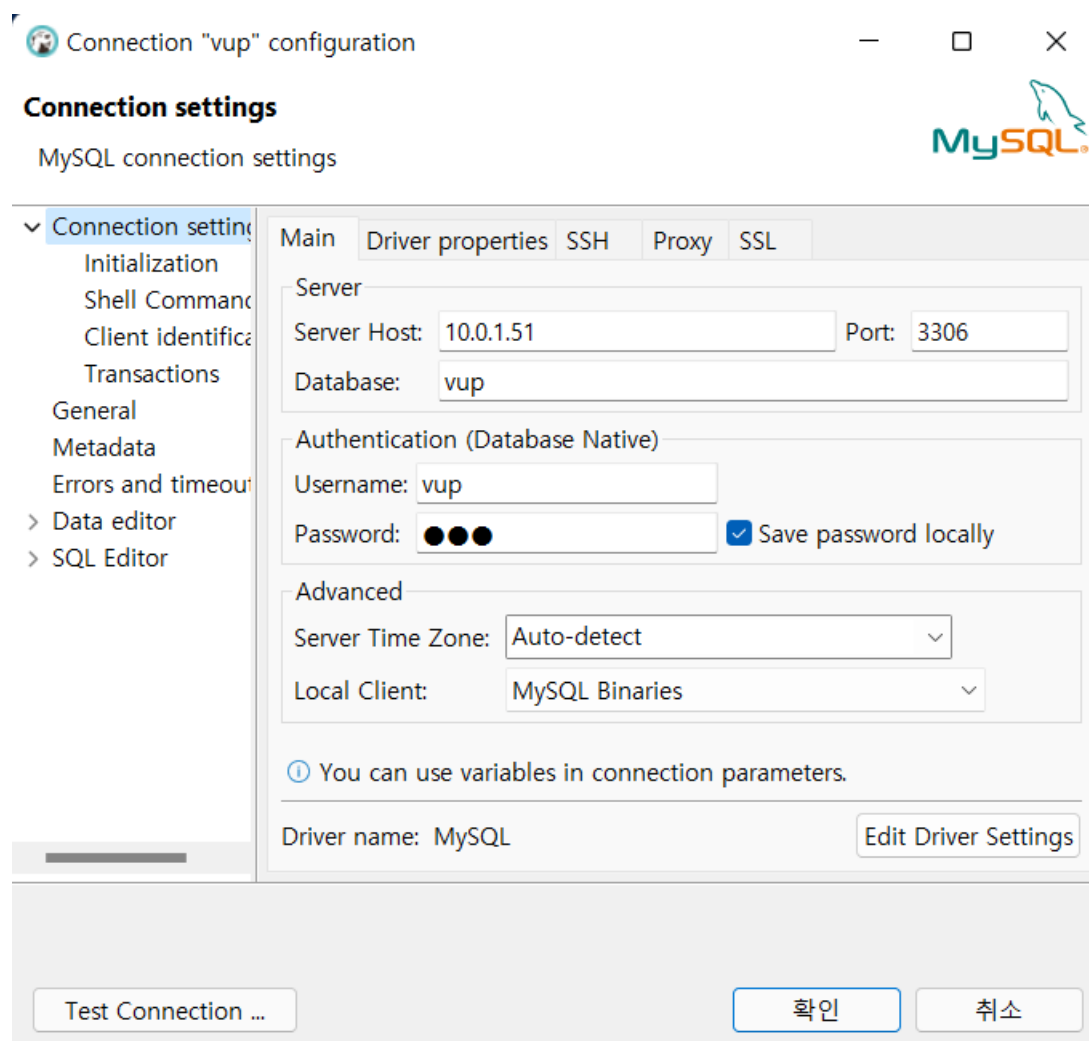 Connection "vup" configuration
Connection settings
MySQL connection settings
MySQL
Connection setting
Initialization
Shell Command
Client identifica
Transactions
General
Metadata
Errors and timeout
Data editor
SQL Editor
Main Driver properties SSH Proxy SSL
Server
Server Host: 10.0.1.51 Port: 3306
Database: vup
Authentication (Database Native)
Username: vup
Password: ●●● Save password locally
Advanced
Server Time Zone: Auto-detect
Local Client: MySQL Binaries
You can use variables in connection parameters.
Driver name: MySQL Edit Driver Settings
Test Connection ... 확인 취소